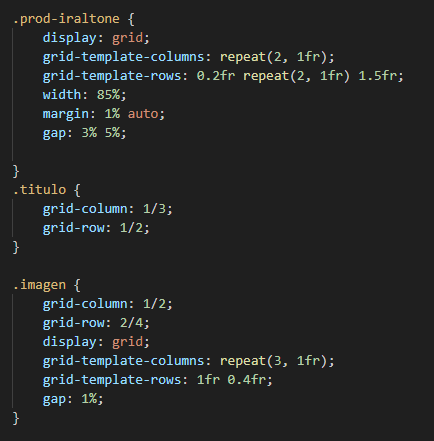 .prod-iraltone {
display: grid;
grid-template-columns: repeat(2, 1fr);
grid-template-rows: 0.2fr repeat(2, 1fr) 1.5fr;
width: 85%;
margin: 1% auto;
gap: 3% 5%;
}
.titulo {
grid-column: 1/3;
grid-row: 1/2;
}
.imagen {
grid-column: 1/2;
grid-row: 2/4;
display: grid;
grid-template-columns: repeat(3, 1fr);
grid-template-rows: 1fr 0.4fr;
gap: 1%;
}